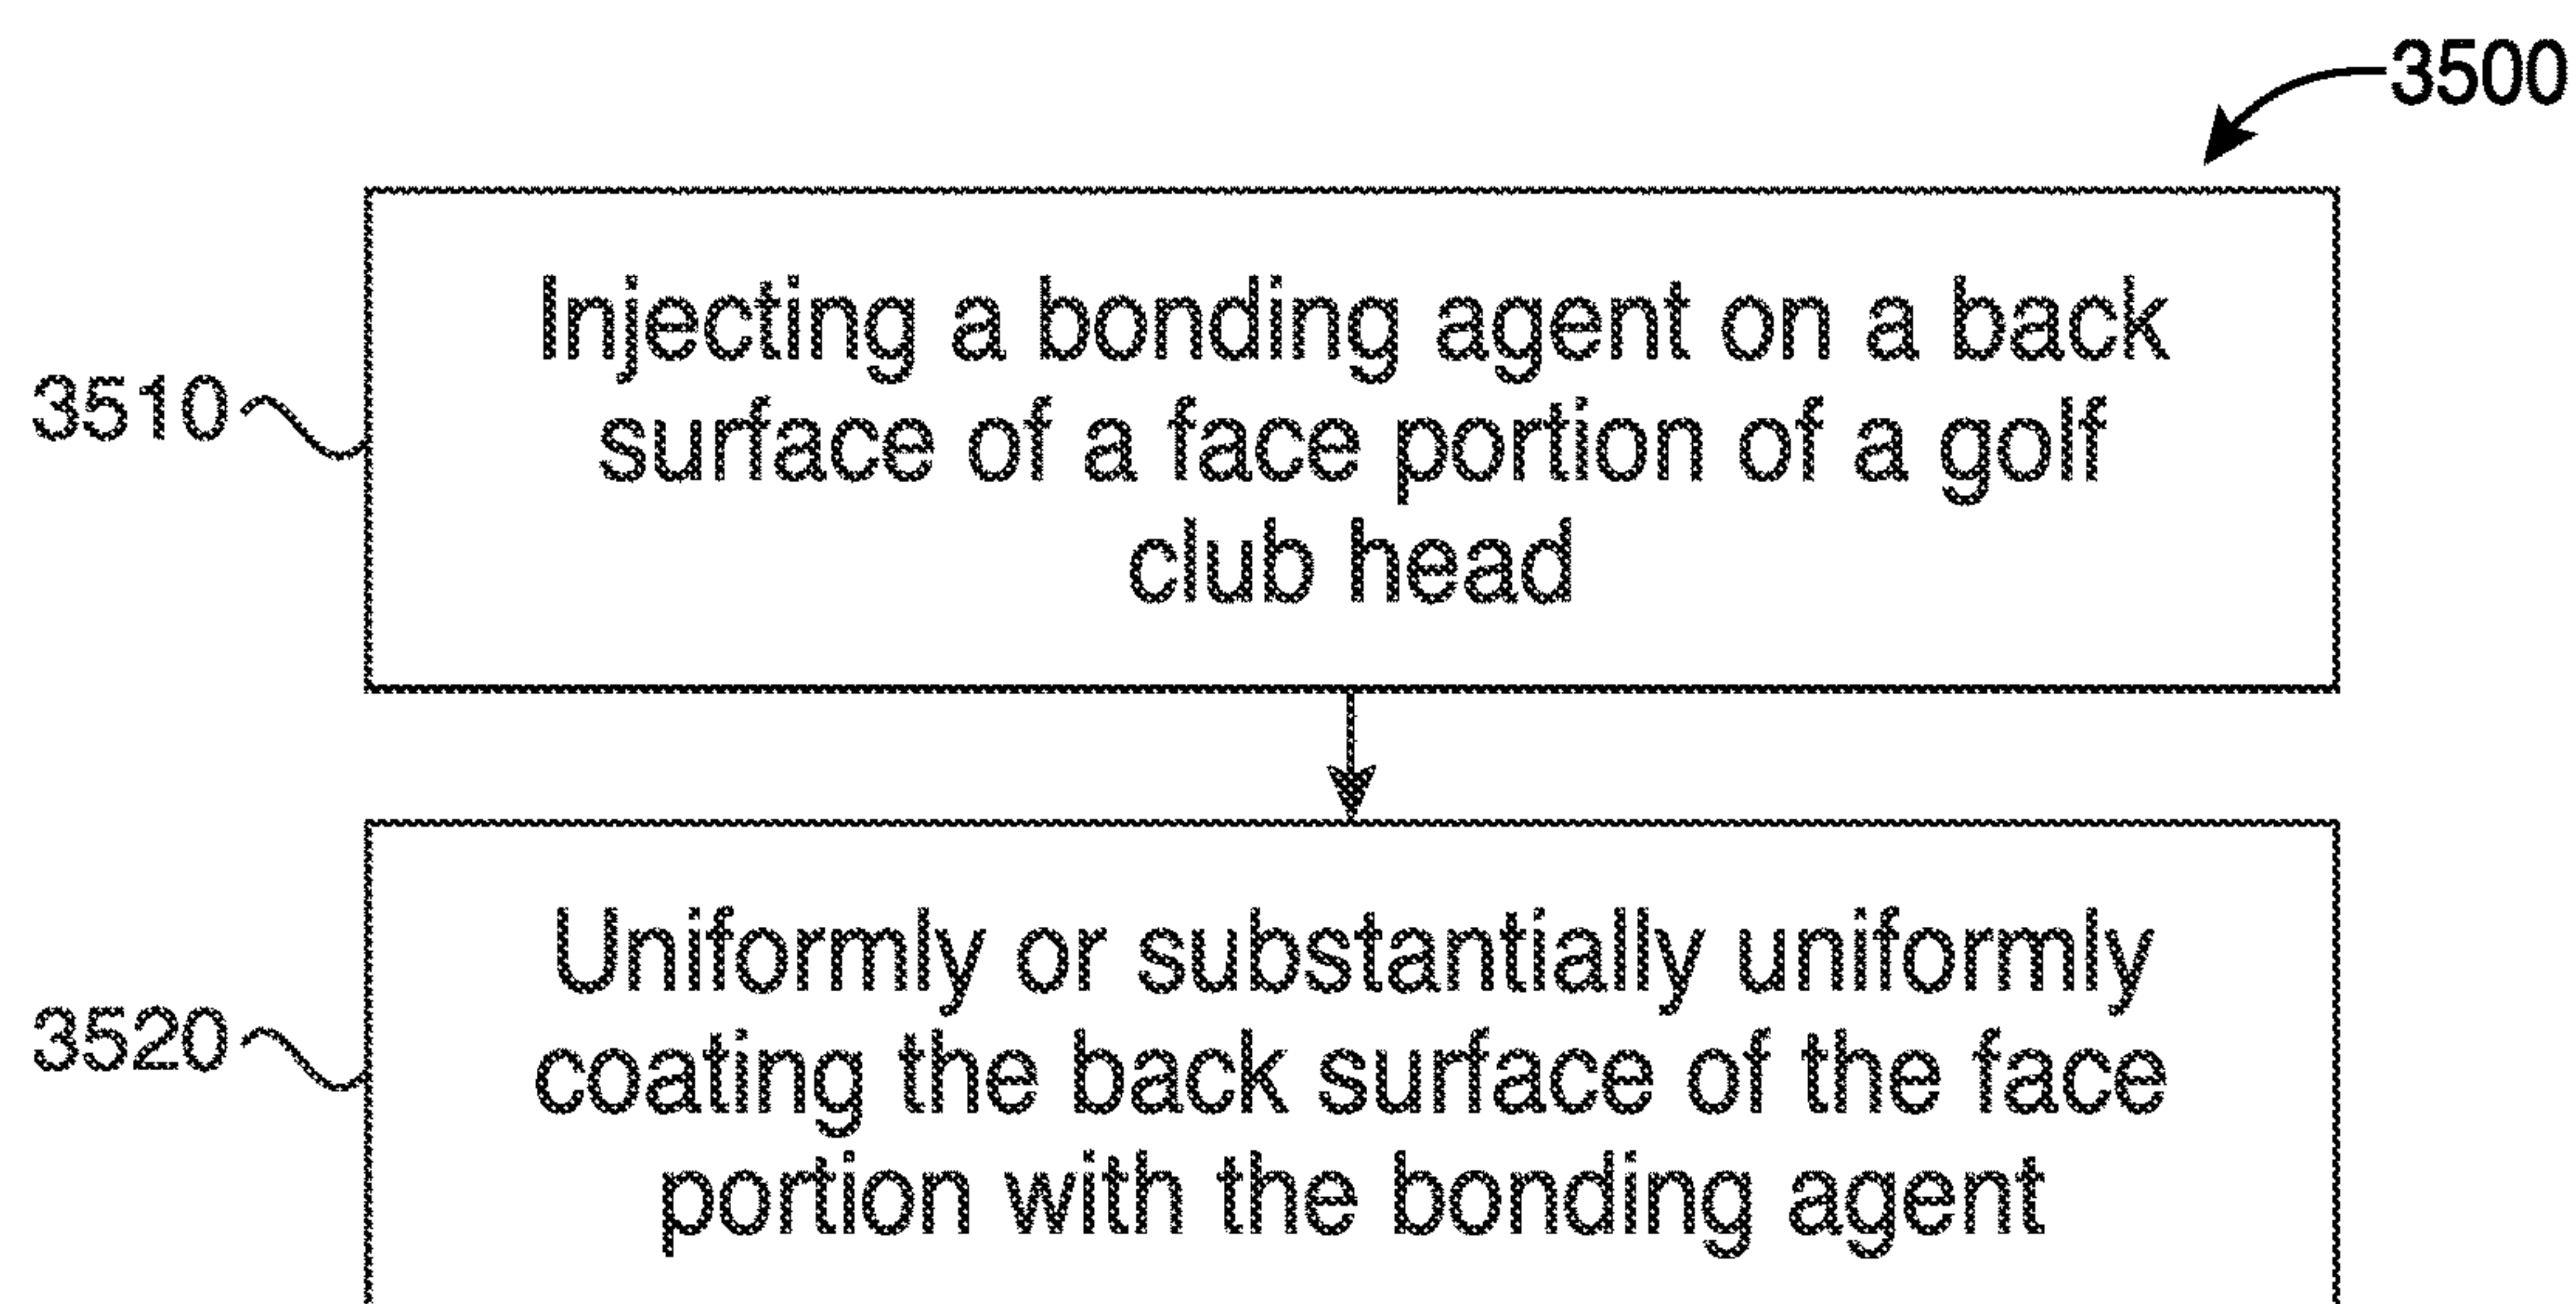 3500
Injecting a bonding agent on a back
surface of a face portion of a golf
club head
3510
Uniformly or substantially uniformly
coating the back surface of the face
portion with the bonding agent
3520